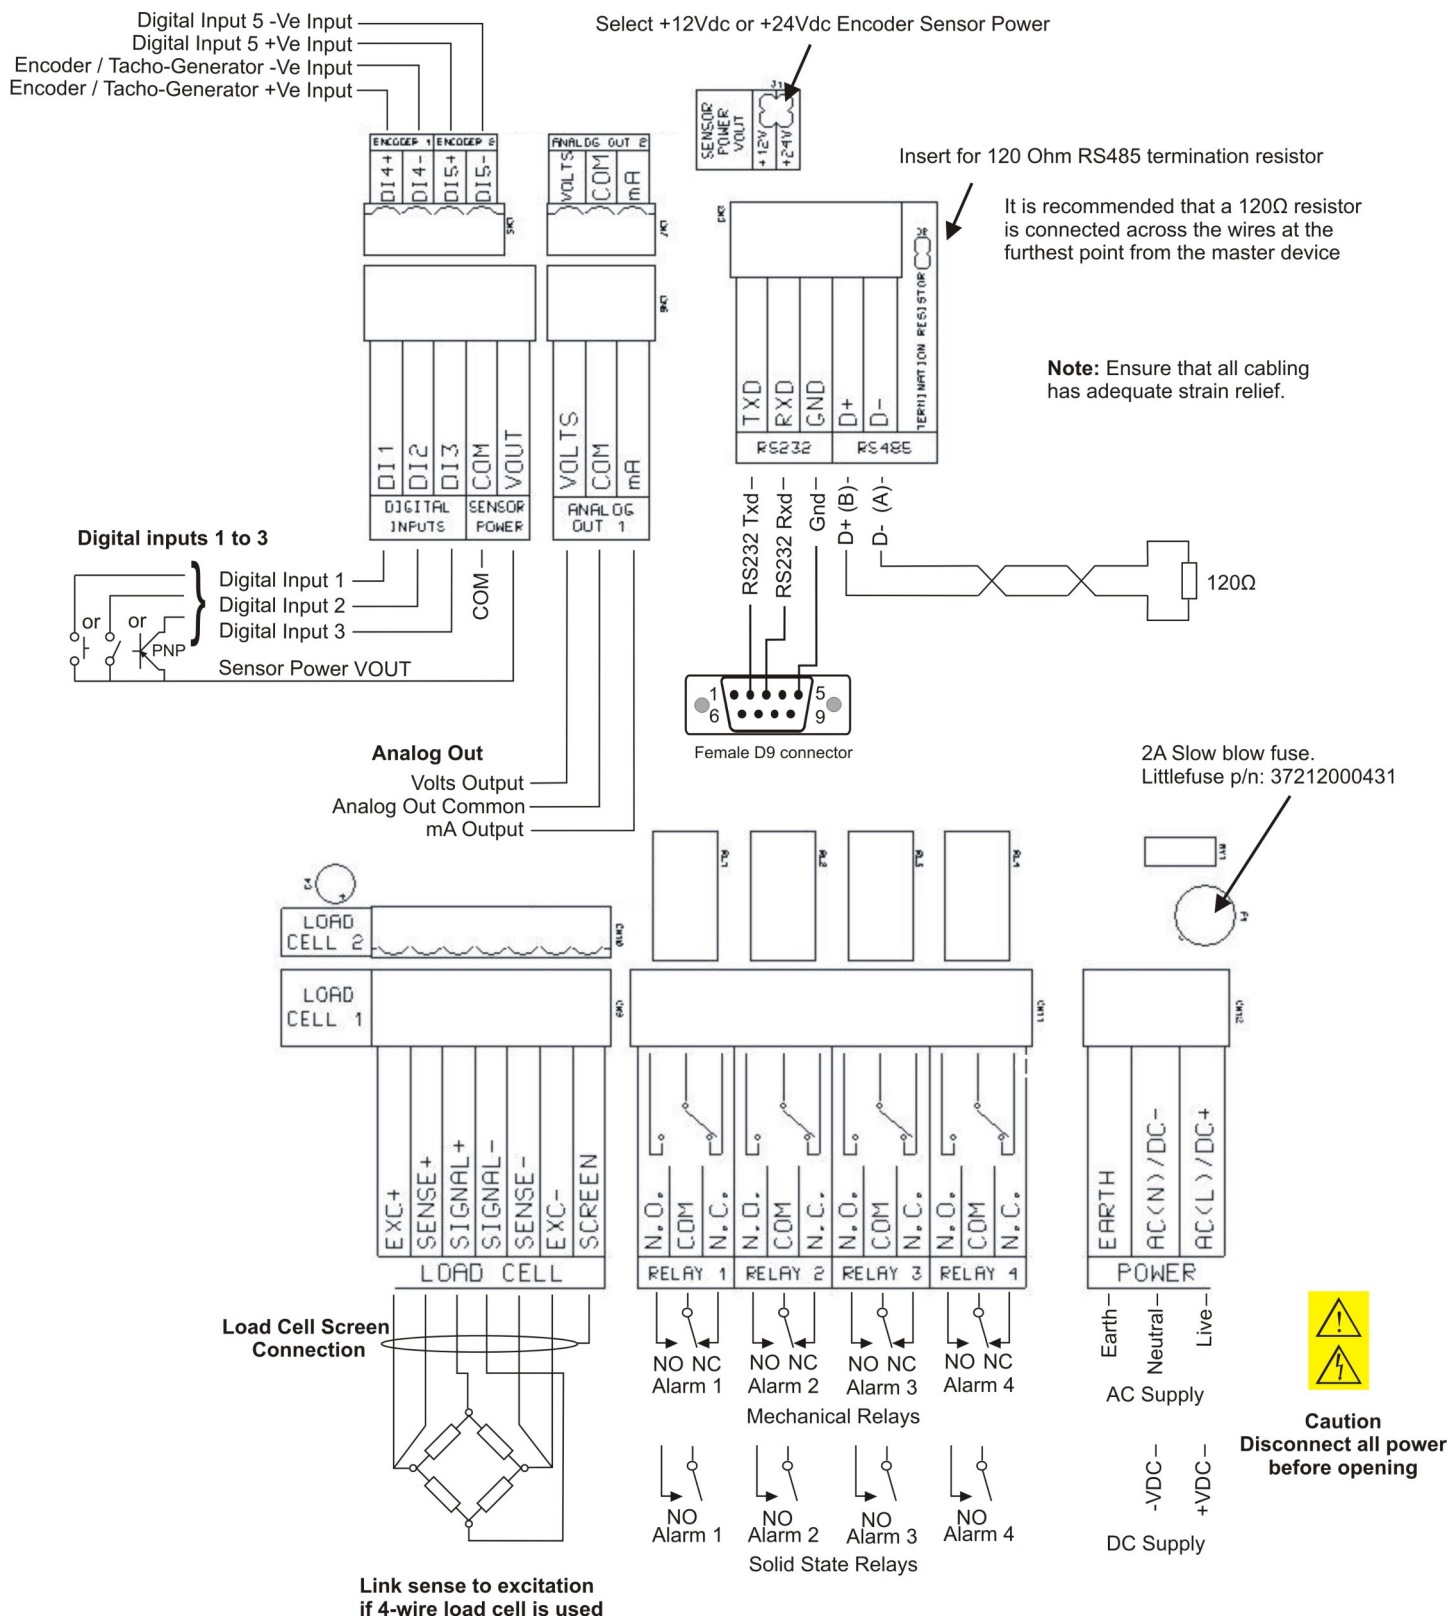 Digital Input 5 -Ve Input
Digital Input 5 +Ve Input
Encoder / Tacho-Generator -Ve Input
Encoder / Tacho-Generator +Ve Input
Select +12Vdc or +24Vdc Encoder Sensor Power
ENCODER 1
ENCODER 2
DI4+
DI4-
DI5+
DI5-
ANALOG OUT 2
VOLTS
COM
mA
SENSOR
POWER
VOUT
+12V
+24V
J1
Insert for 120 Ohm RS485 termination resistor
It is recommended that a 120Ω resistor
is connected across the wires at the
furthest point from the master device
TERMINATION RESISTOR
TXD
RXD
GND
D+
D-
RS232
RS485
Note: Ensure that all cabling
has adequate strain relief.
DI1
DI2
DI3
COM
VOUT
DIGITAL
INPUTS
SENSOR
POWER
VOLTS
COM
mA
ANALOG
OUT 1
RS232 Txd
RS232 Rxd
Gnd
D+ (B)
D- (A)
120Ω
Digital inputs 1 to 3
Digital Input 1
Digital Input 2
Digital Input 3
COM
or
or
PNP
Sensor Power VOUT
1
5
6
9
Female D9 connector
Analog Out
Volts Output
Analog Out Common
mA Output
2A Slow blow fuse.
Littlefuse p/n: 37212000431
RL1
RL2
RL4
LOAD
CELL 2
CN10
LOAD
CELL 1
CN9
CN11
CN12
EXC+
SENSE+
SIGNAL+
SIGNAL-
SENSE-
EXC-
SCREEN
LOAD CELL
N.O.
COM
N.C.
N.O.
COM
N.C.
N.O.
COM
N.C.
N.O.
COM
N.C.
RELAY 1
RELAY 2
RELAY 3
RELAY 4
EARTH
AC(N)/DC-
AC(L)/DC+
POWER
Load Cell Screen
Connection
NO NC
NO NC
NO NC
NO NC
Alarm 1
Alarm 2
Alarm 3
Alarm 4
Mechanical Relays
Earth
Neutral
Live
AC Supply
Caution
Disconnect all power
before opening
NO
NO
NO
NO
Alarm 1
Alarm 2
Alarm 3
Alarm 4
Solid State Relays
-VDC
+VDC
DC Supply
Link sense to excitation
if 4-wire load cell is used